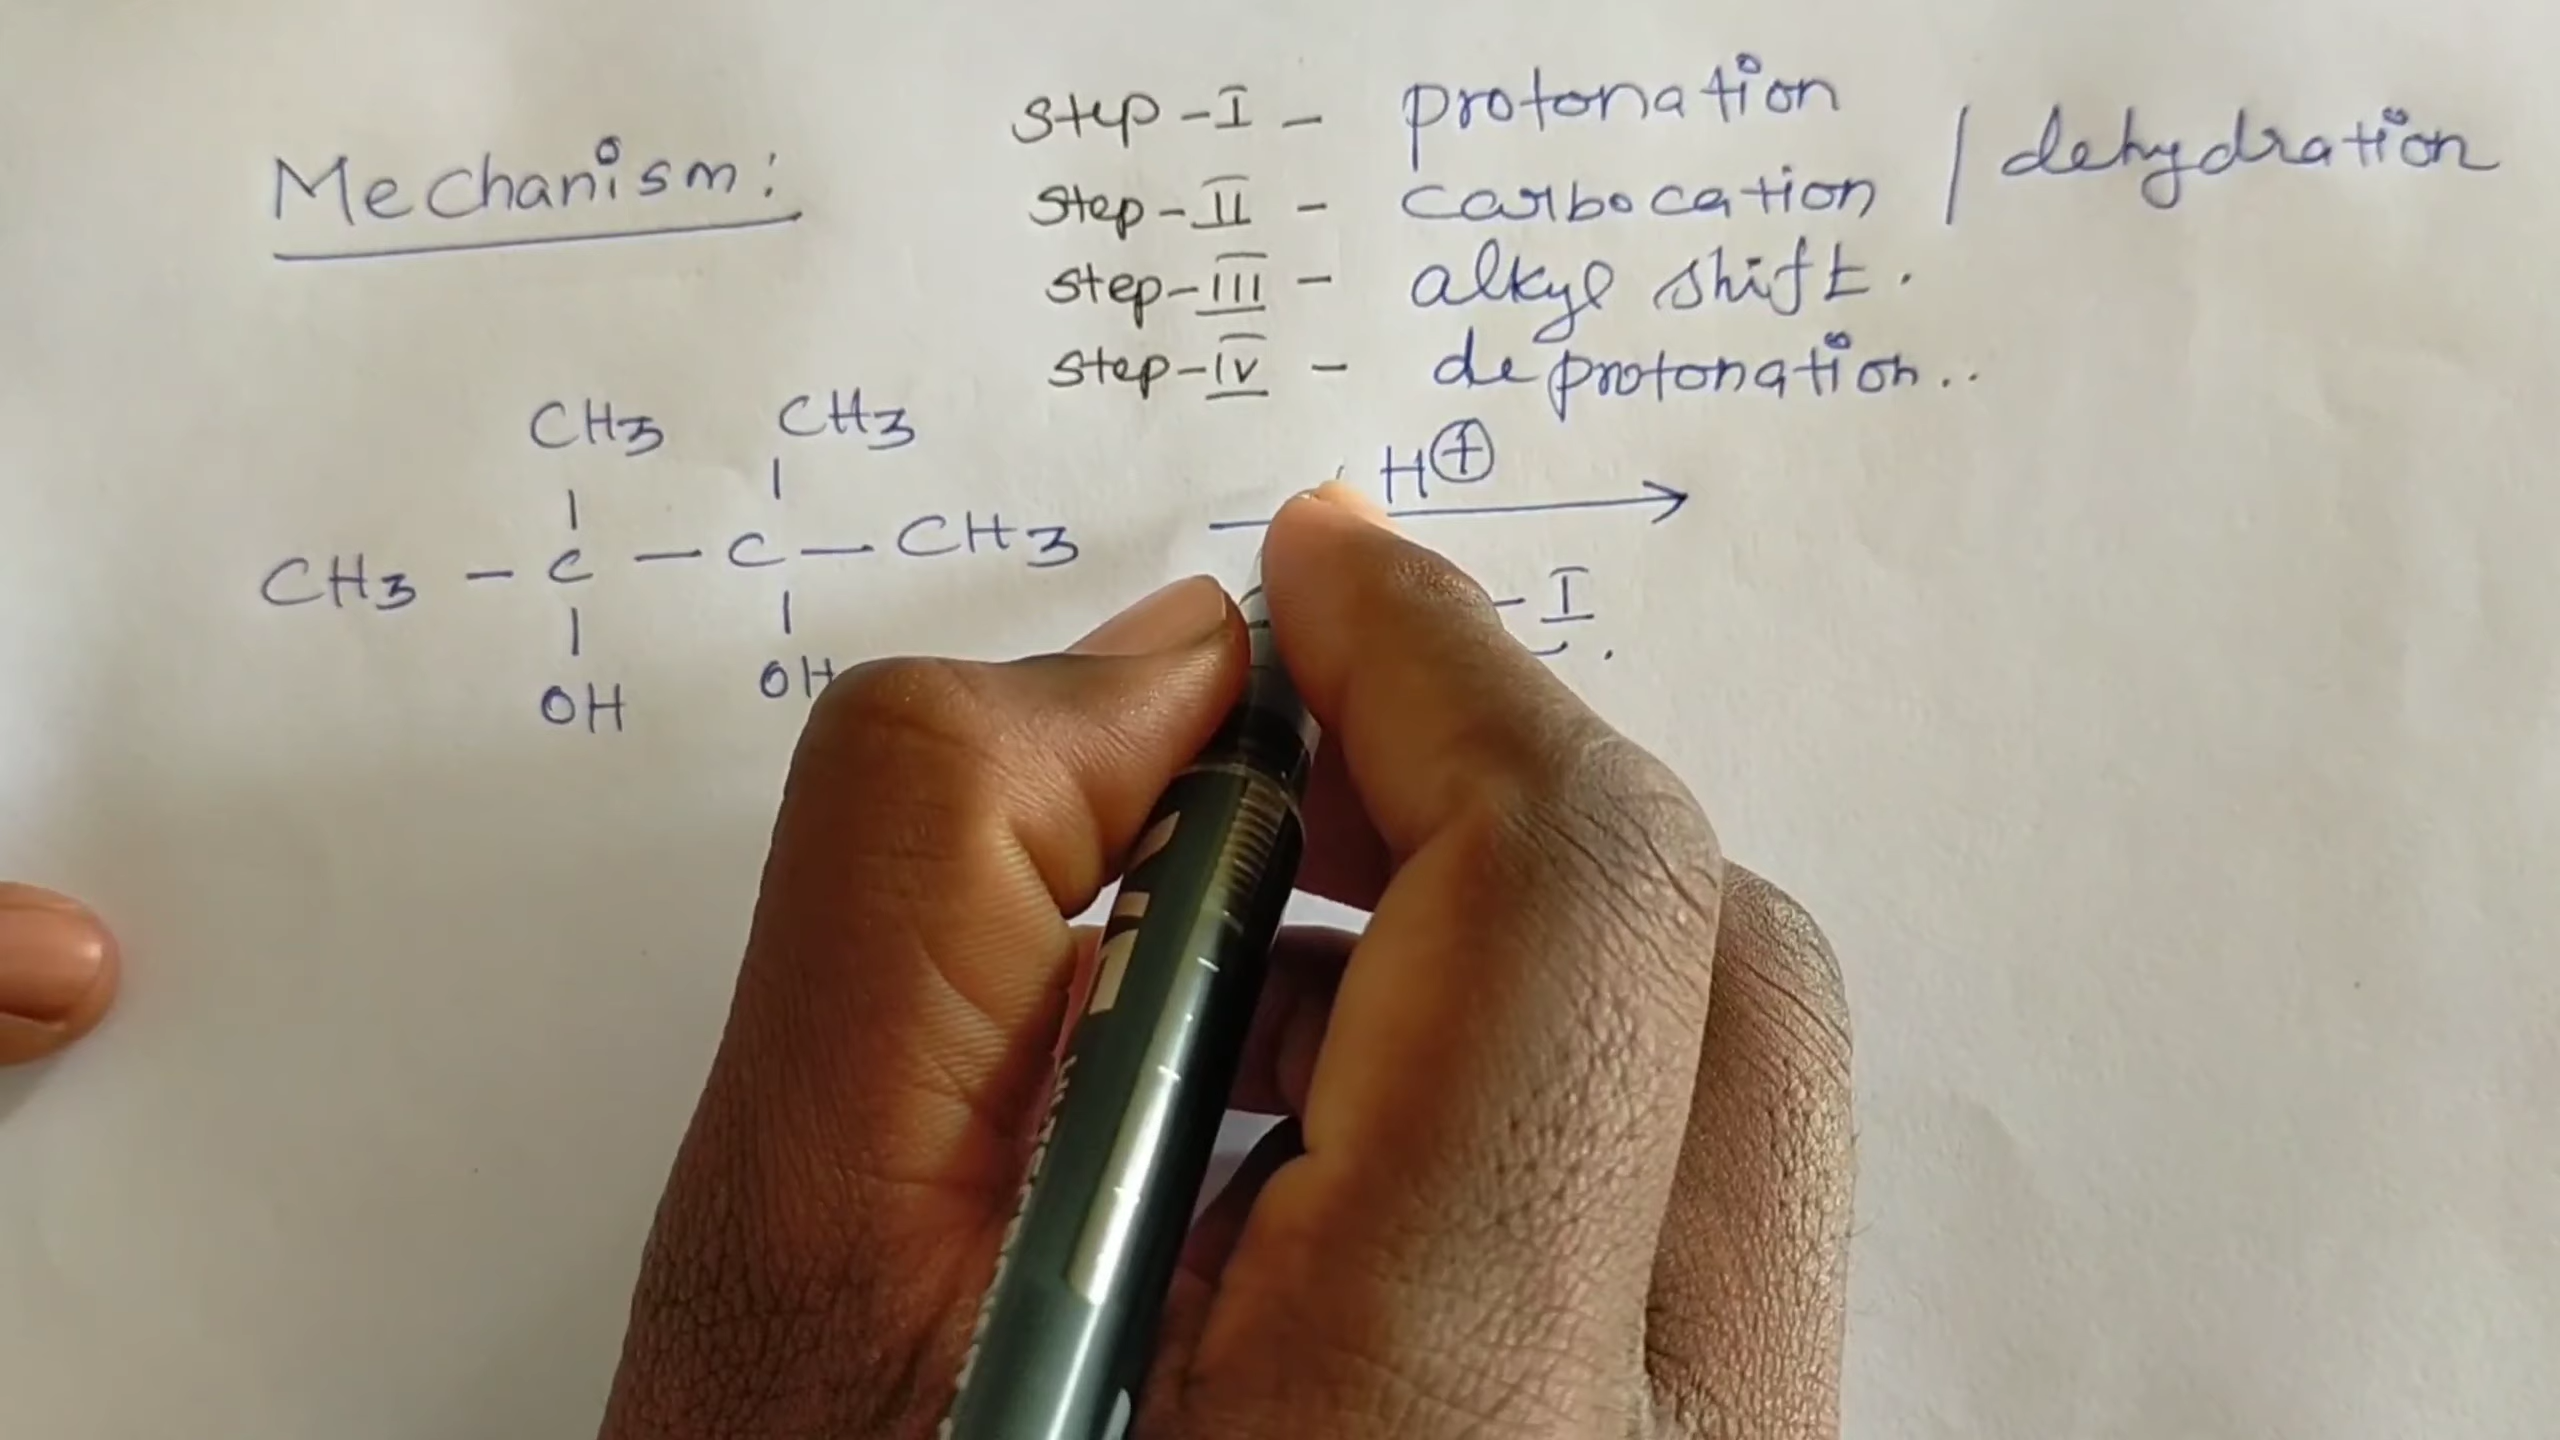 Mechanism:
Step-I - protonation
Step-II - carbocation / dehydration
Step-III - alkyl shift.
Step-IV - deprotonation..
CH3 CH3
CH3 - C - C - CH3
OH OH
H⊕
- I.